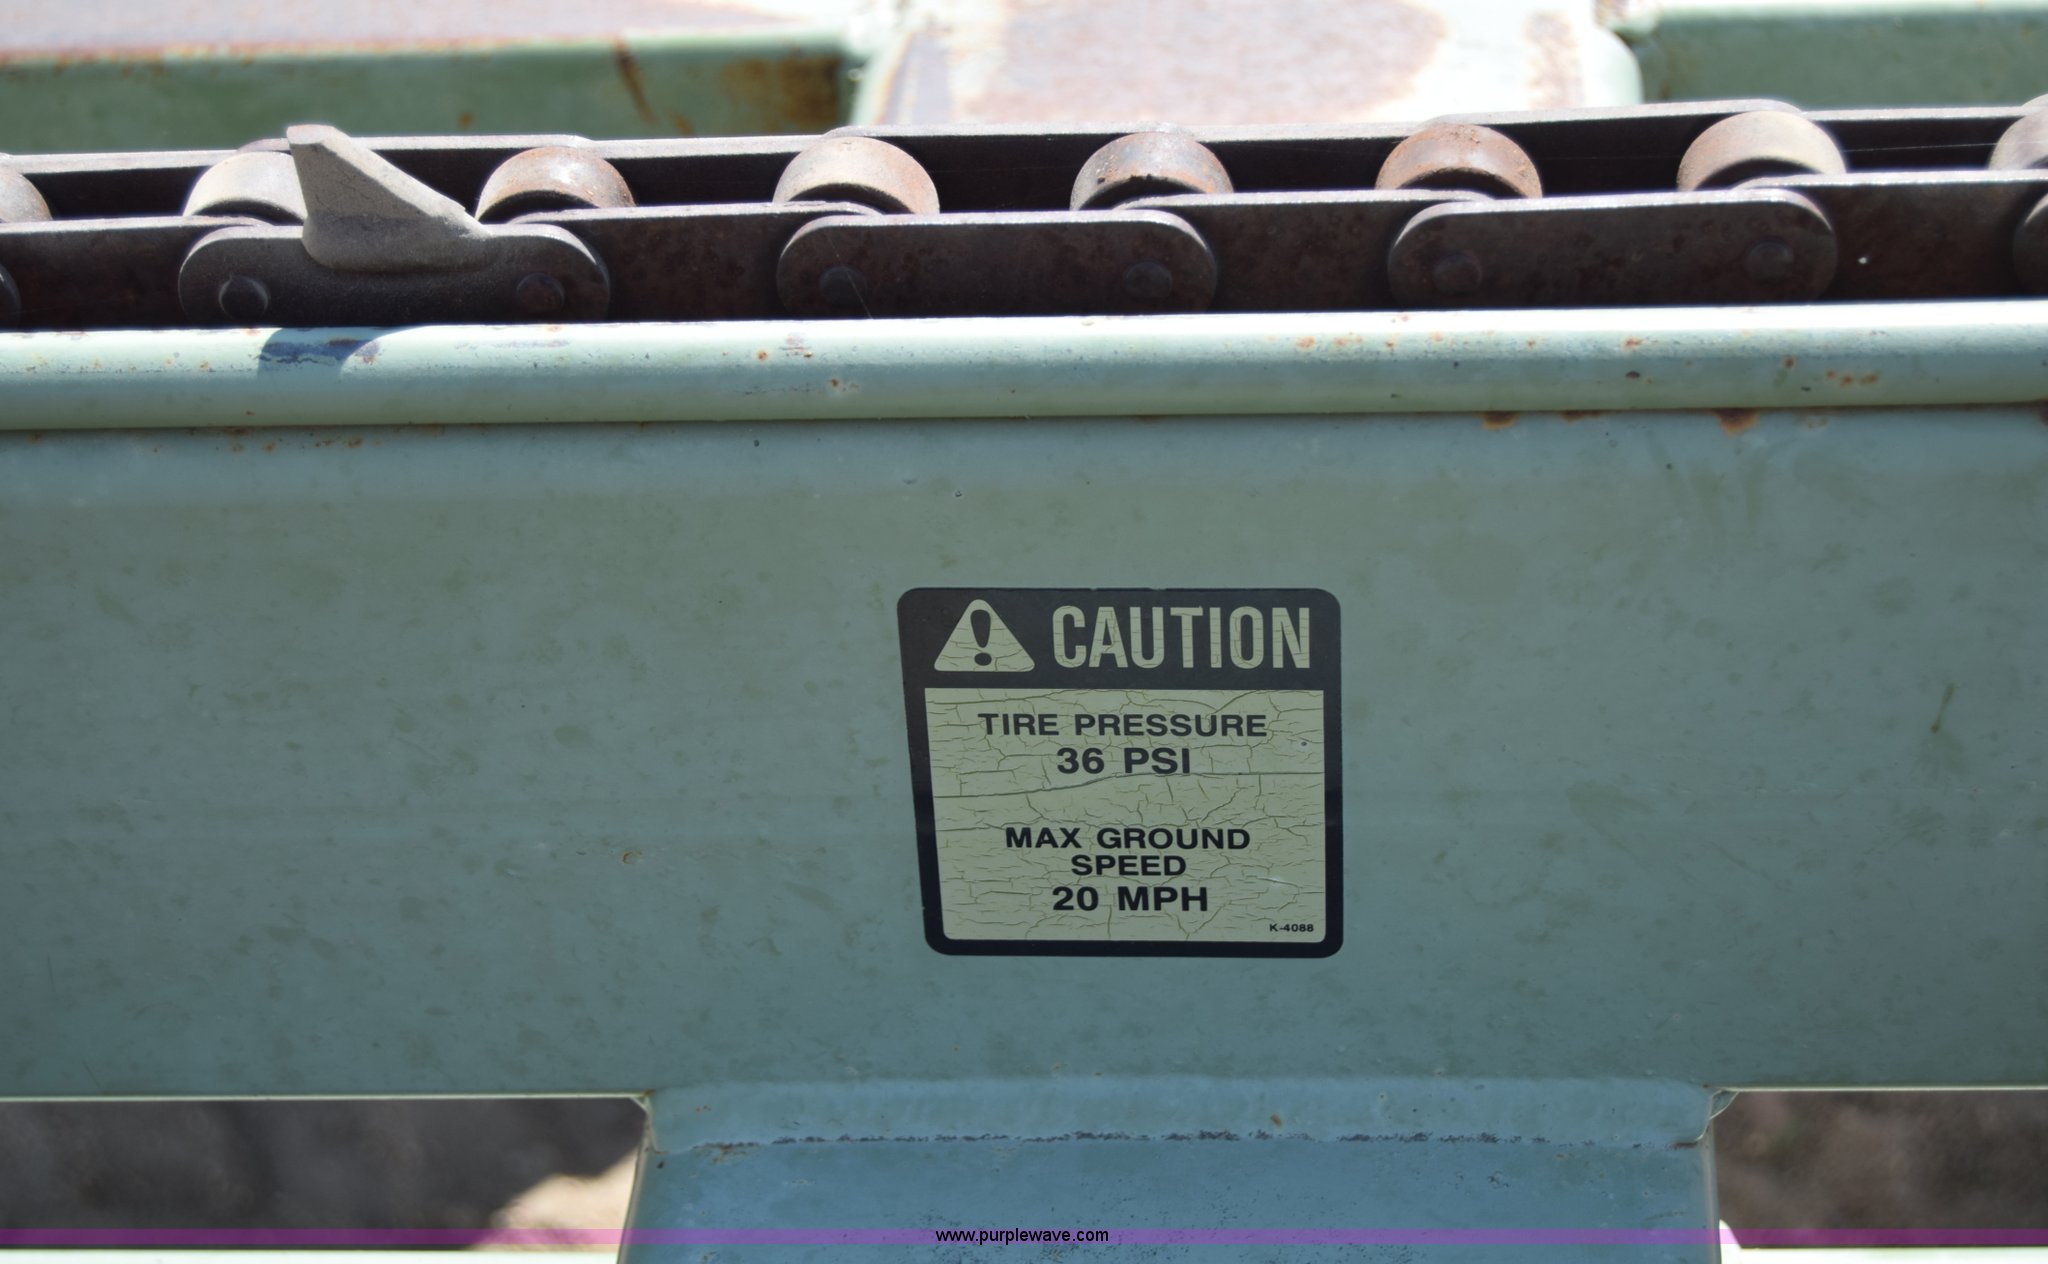 CAUTION
TIRE PRESSURE
36 PSI
MAX GROUND
SPEED
20 MPH
K-4088
www.purplewave.com